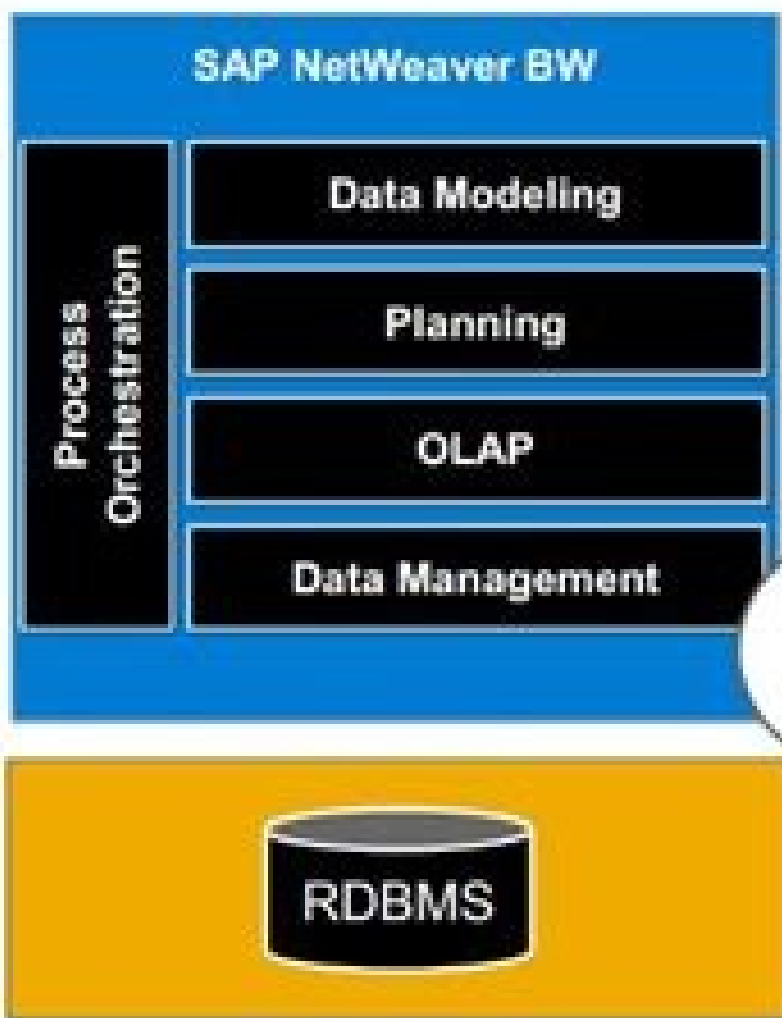 SAP NetWeaver BW
Process
Orchestration
Data Modeling
Planning
OLAP
Data Management
RDBMS